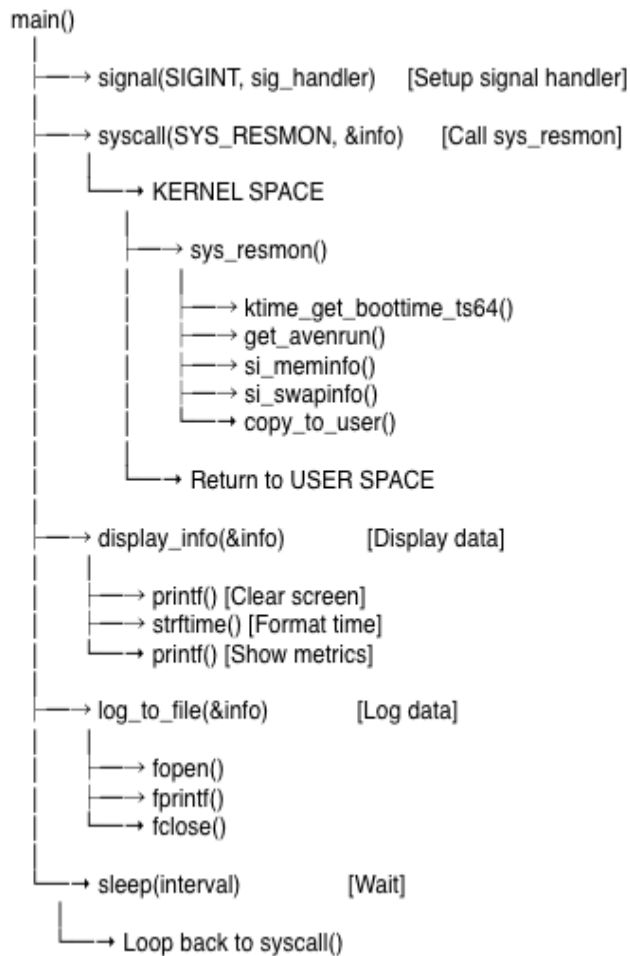 main()
signal(SIGINT, sig_handler) [Setup signal handler]
syscall(SYS_RESMON, &info) [Call sys_resmon]
KERNEL SPACE
sys_resmon()
ktime_get_boottime_ts64()
get_avenrun()
si_meminfo()
si_swapinfo()
copy_to_user()
Return to USER SPACE
display_info(&info) [Display data]
printf() [Clear screen]
strftime() [Format time]
printf() [Show metrics]
log_to_file(&info) [Log data]
fopen()
fprintf()
fclose()
sleep(interval) [Wait]
Loop back to syscall()